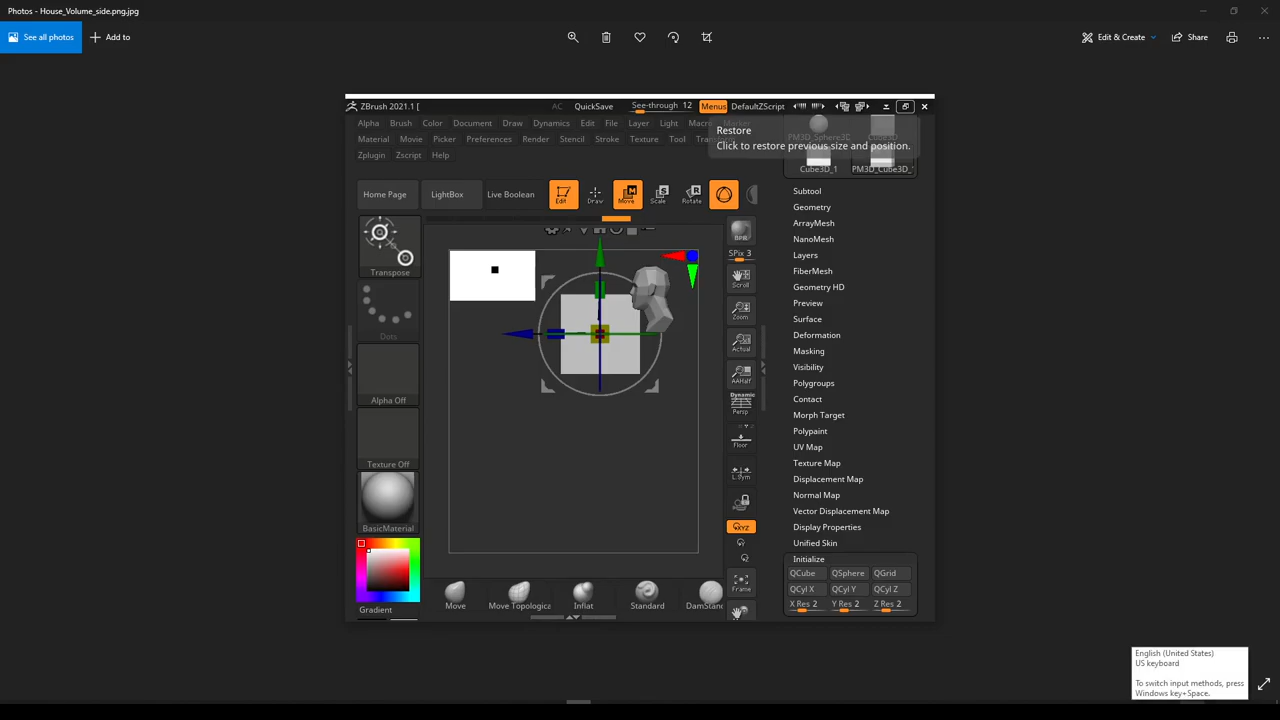 Photos - House_Volume_side.png.jpg
See all photos
Add to
Edit & Create
Share
ZBrush 2021.1 [
AC
QuickSave
See-through 12
Menus
DefaultZScript
Alpha Brush Color Document Draw Dynamics Edit File Layer Light Macro Marker
Material Movie Picker Preferences Render Stencil Stroke Texture Tool Transform
Zplugin Zscript Help
Restore
Click to restore previous size and position.
PM3D_Sphere3D
Cube3D_1
PM3D_Cube3D_
Home Page
LightBox
Live Boolean
Edit
Draw
Move
Scale
Rotate
Transpose
Dots
Alpha Off
Texture Off
BasicMaterial
Gradient
BPR
SPix 3
Scroll
Zoom
Actual
AAHalf
Dynamic
Persp
Floor
L.Sym
XYZ
Y
Z
Frame
Move
Move Topologica
Inflat
Standard
DamStand
Subtool
Geometry
ArrayMesh
NanoMesh
Layers
FiberMesh
Geometry HD
Preview
Surface
Deformation
Masking
Visibility
Polygroups
Contact
Morph Target
Polypaint
UV Map
Texture Map
Displacement Map
Normal Map
Vector Displacement Map
Display Properties
Unified Skin
Initialize
QCube QSphere QGrid
QCyl X QCyl Y QCyl Z
X Res 2 Y Res 2 Z Res 2
English (United States)
US keyboard
To switch input methods, press
Windows key+Space.